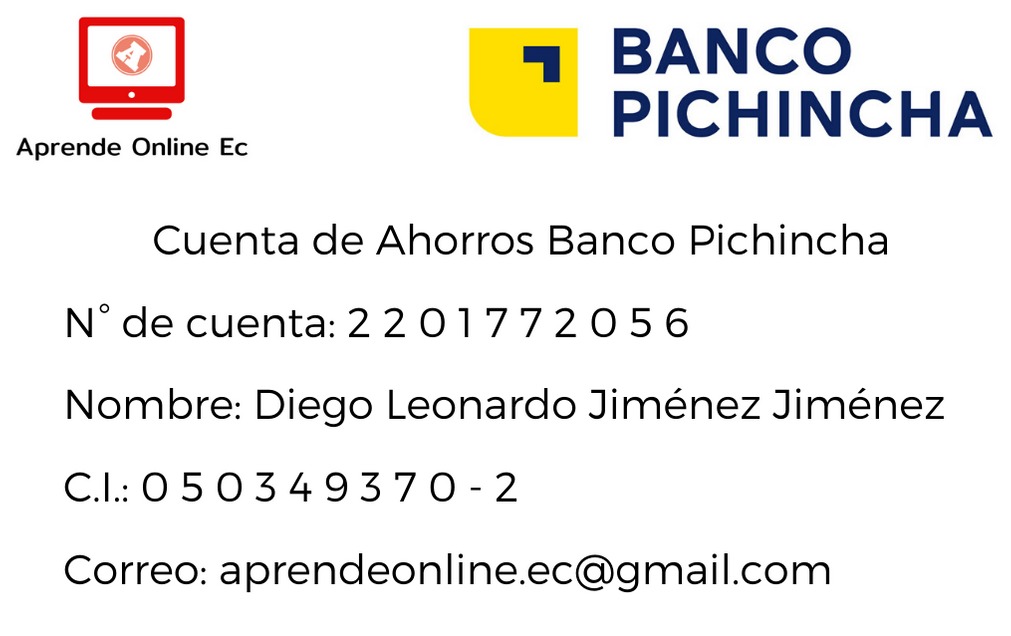 Aprende Online Ec
BANCO
PICHINCHA
Cuenta de Ahorros Banco Pichincha
N° de cuenta: 2 2 0 1 7 7 2 0 5 6
Nombre: Diego Leonardo Jiménez Jiménez
C.I.: 0 5 0 3 4 9 3 7 0 - 2
Correo: aprendeonline.ec@gmail.com